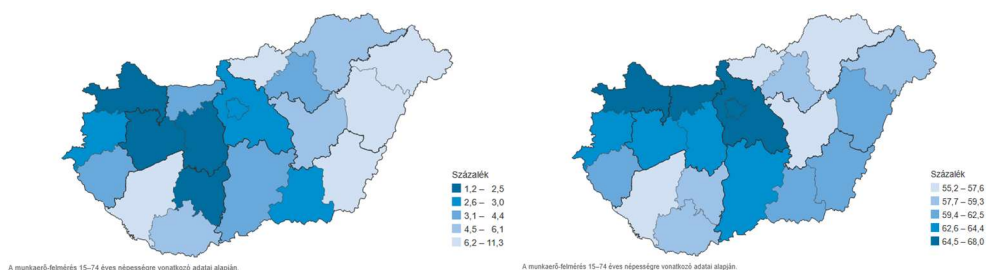 Százalék
1,2 – 2,5
2,6 – 3,0
3,1 – 4,4
4,5 – 6,1
6,2 – 11,3
A munkaerő-felmérés 15–74 éves népességre vonatkozó adatai alapján.
Százalék
55,2 – 57,6
57,7 – 59,3
59,4 – 62,5
62,6 – 64,4
64,5 – 68,0
A munkaerő-felmérés 15–74 éves népességre vonatkozó adatai alapján.